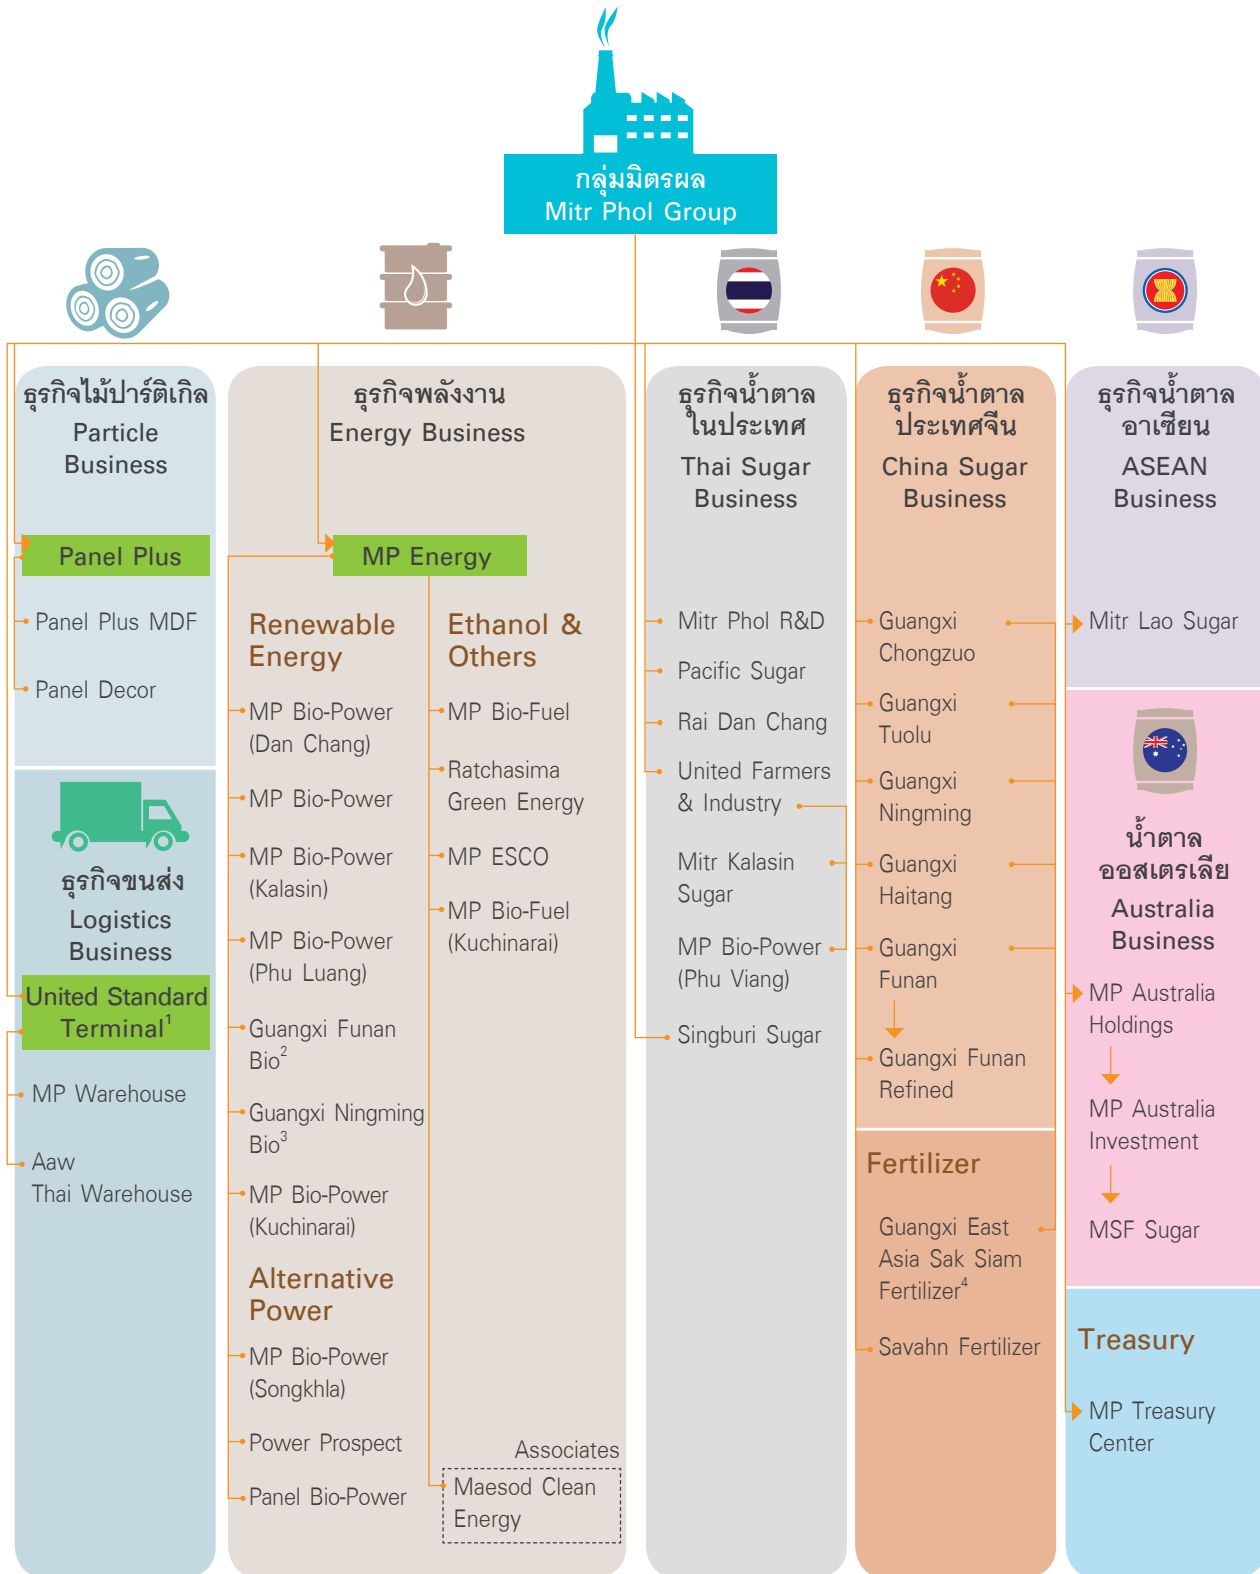 กลุ่มมิตรผล
Mitr Phol Group
ธุรกิจไม้ปาร์ติเกิล
Particle
Business
Panel Plus
Panel Plus MDF
Panel Decor
ธุรกิจขนส่ง
Logistics
Business
United Standard
Terminal1
MP Warehouse
Aaw
Thai Warehouse
ธุรกิจพลังงาน
Energy Business
MP Energy
Renewable
Energy
MP Bio-Power
(Dan Chang)
MP Bio-Power
MP Bio-Power
(Kalasin)
MP Bio-Power
(Phu Luang)
Guangxi Funan
Bio2
Guangxi Ningming
Bio3
MP Bio-Power
(Kuchinarai)
Alternative
Power
MP Bio-Power
(Songkhla)
Power Prospect
Panel Bio-Power
Ethanol &
Others
MP Bio-Fuel
Ratchasima
Green Energy
MP ESCO
MP Bio-Fuel
(Kuchinarai)
Associates
Maesod Clean
Energy
ธุรกิจน้ำตาล
ในประเทศ
Thai Sugar
Business
Mitr Phol R&D
Pacific Sugar
Rai Dan Chang
United Farmers
& Industry
Mitr Kalasin
Sugar
MP Bio-Power
(Phu Viang)
Singburi Sugar
ธุรกิจน้ำตาล
ประเทศจีน
China Sugar
Business
Guangxi
Chongzuo
Guangxi
Tuolu
Guangxi
Ningming
Guangxi
Haitang
Guangxi
Funan
Guangxi Funan
Refined
Fertilizer
Guangxi East
Asia Sak Siam
Fertilizer4
Savahn Fertilizer
ธุรกิจน้ำตาล
อาเซียน
ASEAN
Business
Mitr Lao Sugar
น้ำตาล
ออสเตรเลีย
Australia
Business
MP Australia
Holdings
MP Australia
Investment
MSF Sugar
Treasury
MP Treasury
Center